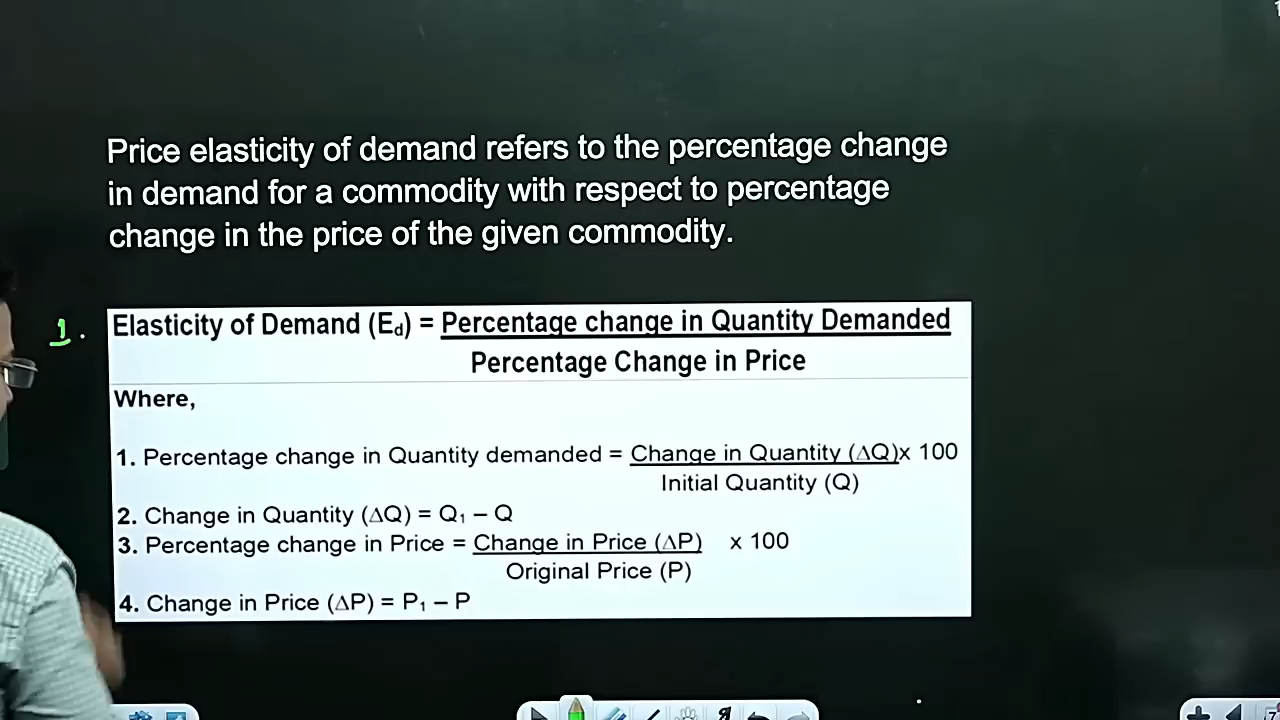 Price elasticity of demand refers to the percentage change
in demand for a commodity with respect to percentage
change in the price of the given commodity.
1.
Elasticity of Demand (Ed) = Percentage change in Quantity Demanded
Percentage Change in Price
Where,
1. Percentage change in Quantity demanded = Change in Quantity (ΔQ)x 100
Initial Quantity (Q)
2. Change in Quantity (ΔQ) = Q₁ – Q
3. Percentage change in Price = Change in Price (ΔP) x 100
Original Price (P)
4. Change in Price (ΔP) = P₁ – P